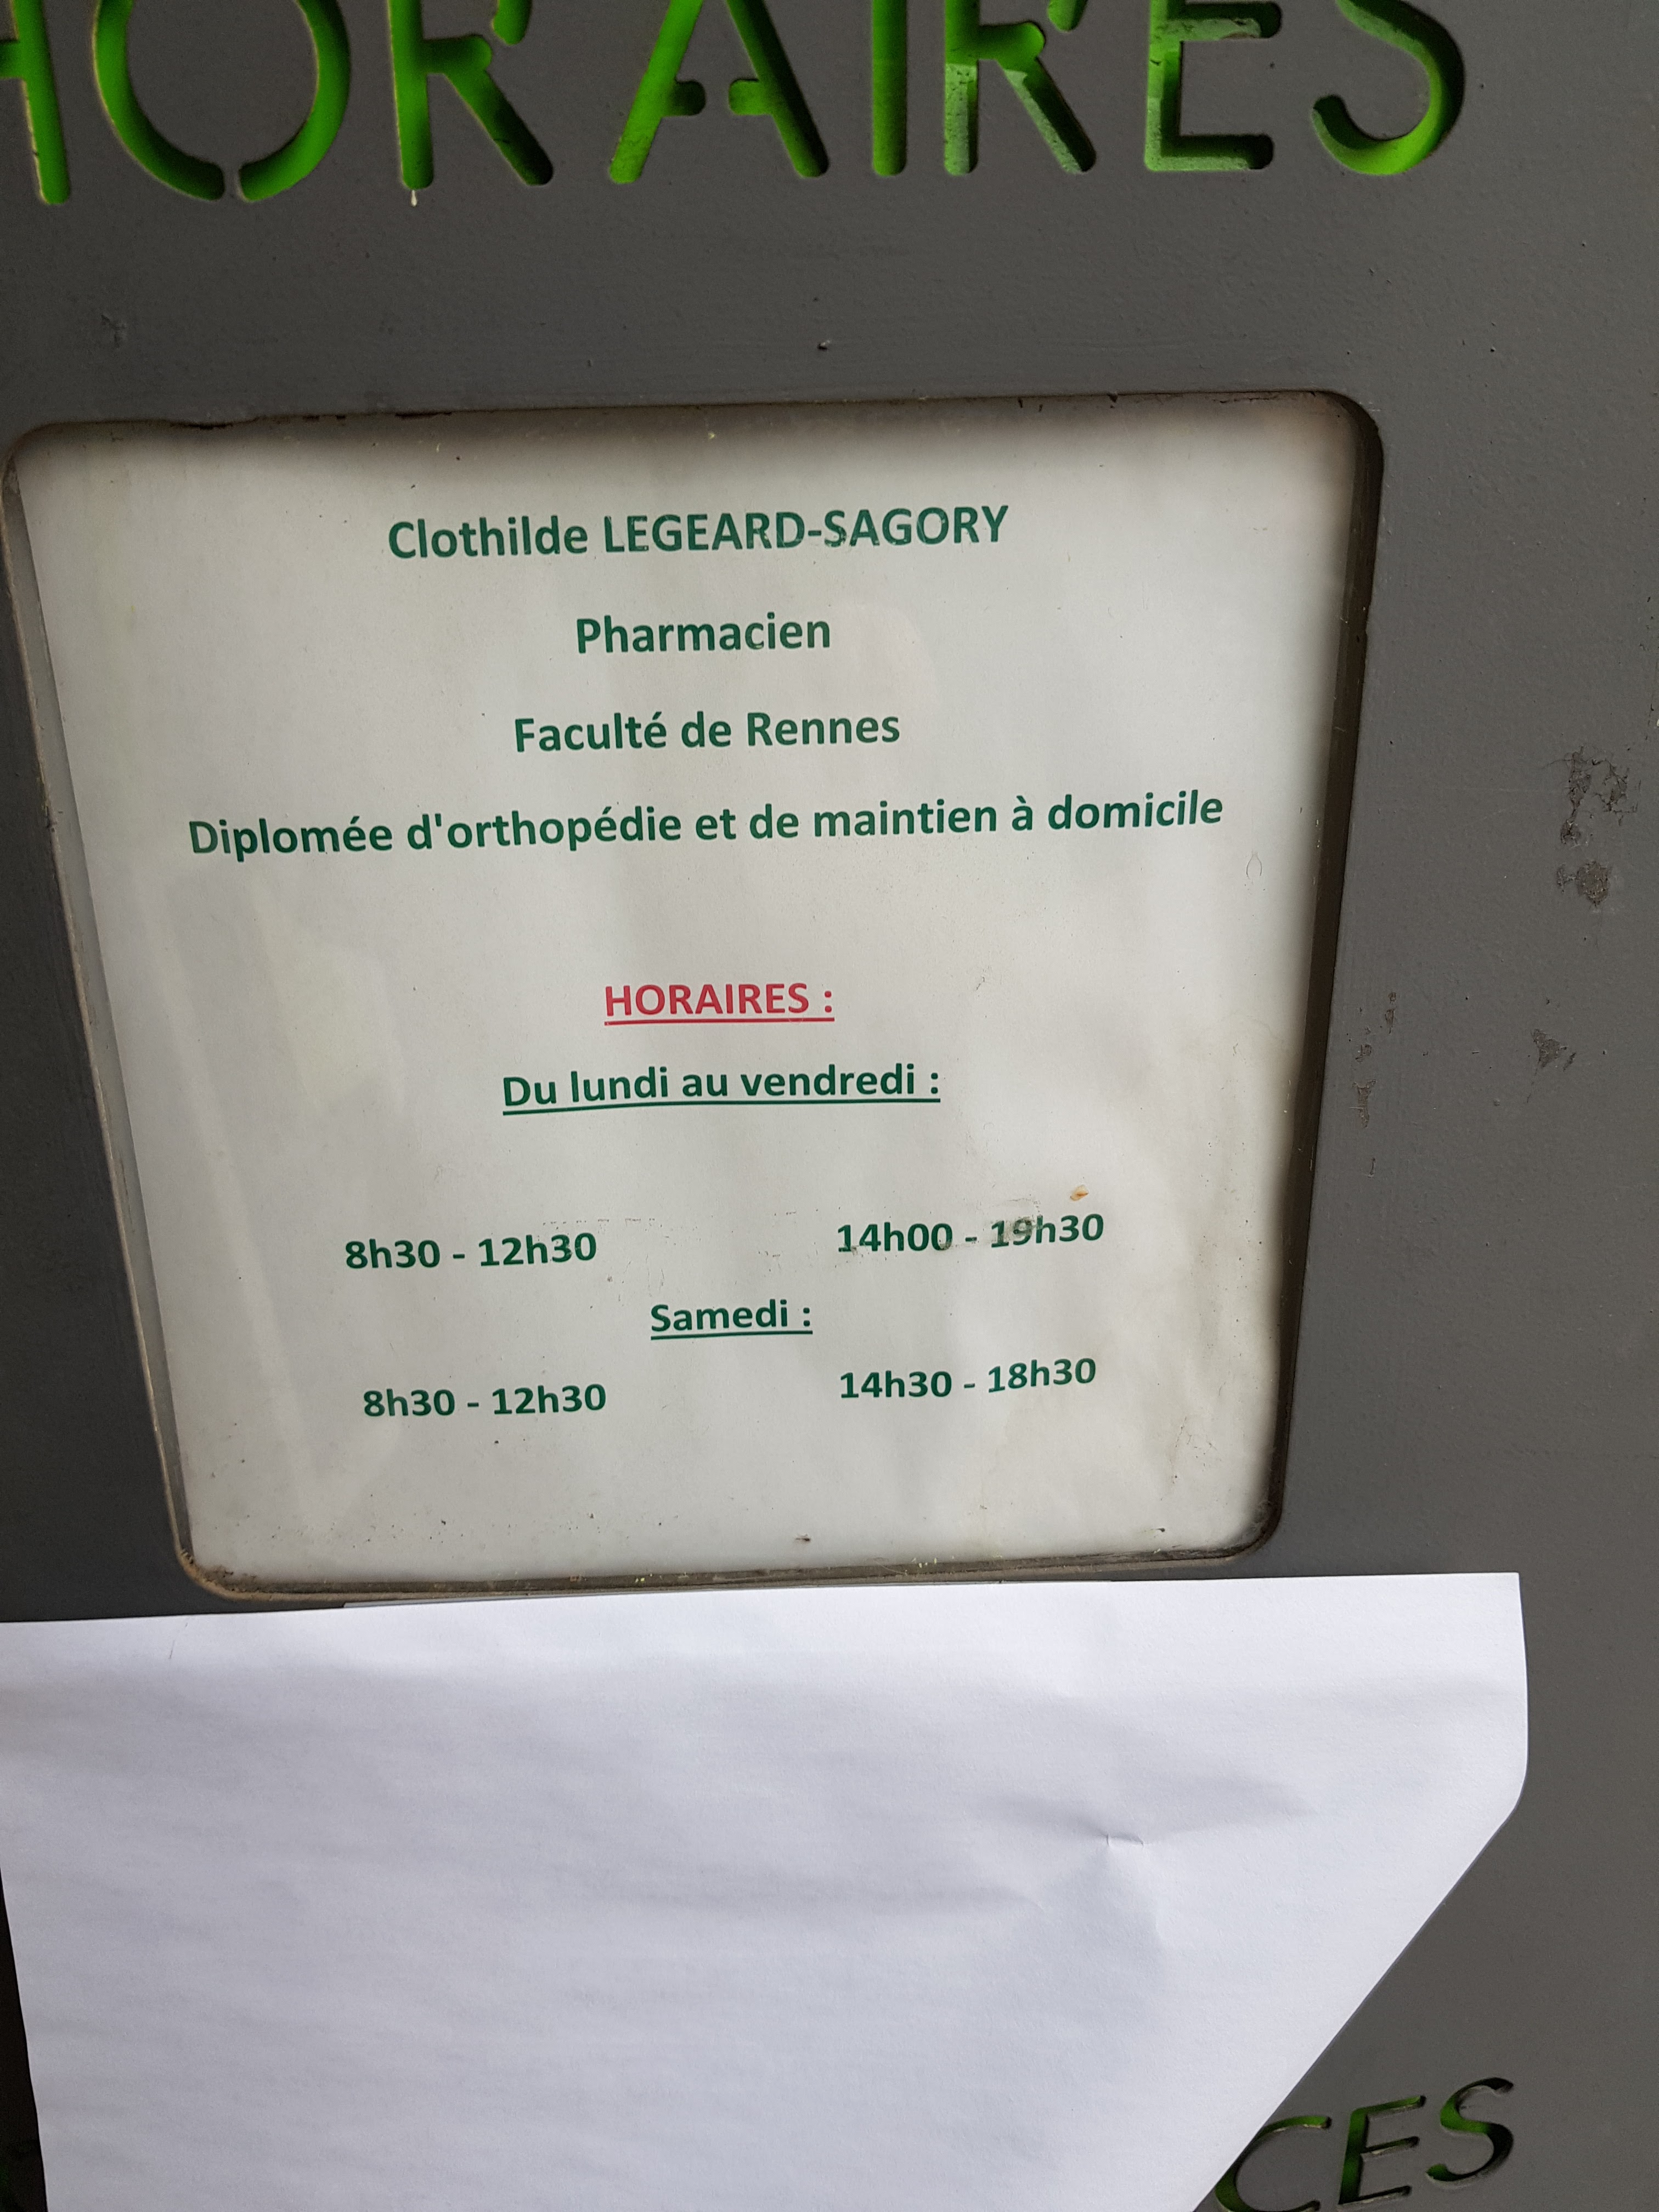 HORAIRES
Clothilde LEGEARD-SAGORY
Pharmacien
Faculté de Rennes
Diplomée d'orthopédie et de maintien à domicile
HORAIRES :
Du lundi au vendredi :
8h30 - 12h30 14h00 - 19h30
Samedi :
8h30 - 12h30 14h30 - 18h30
CES